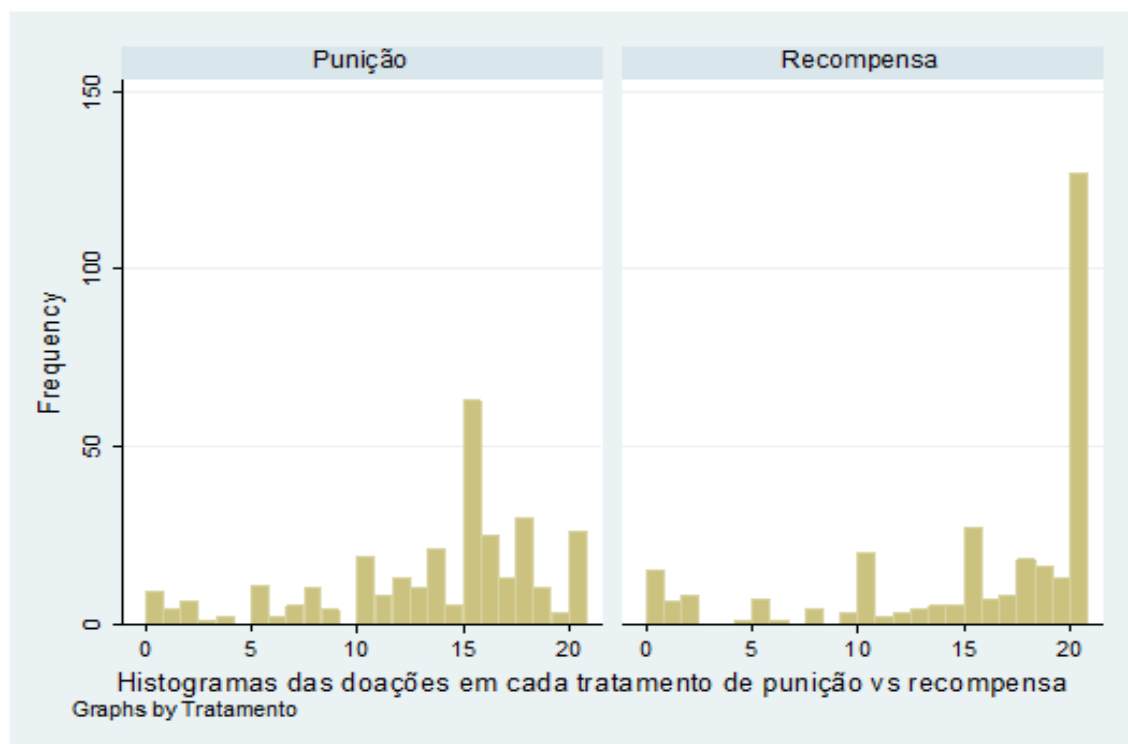 Punição Recompensa
150
100
50
0
Frequency
0 5 10 15 20 0 5 10 15 20
Histogramas das doações em cada tratamento de punição vs recompensa
Graphs by Tratamento